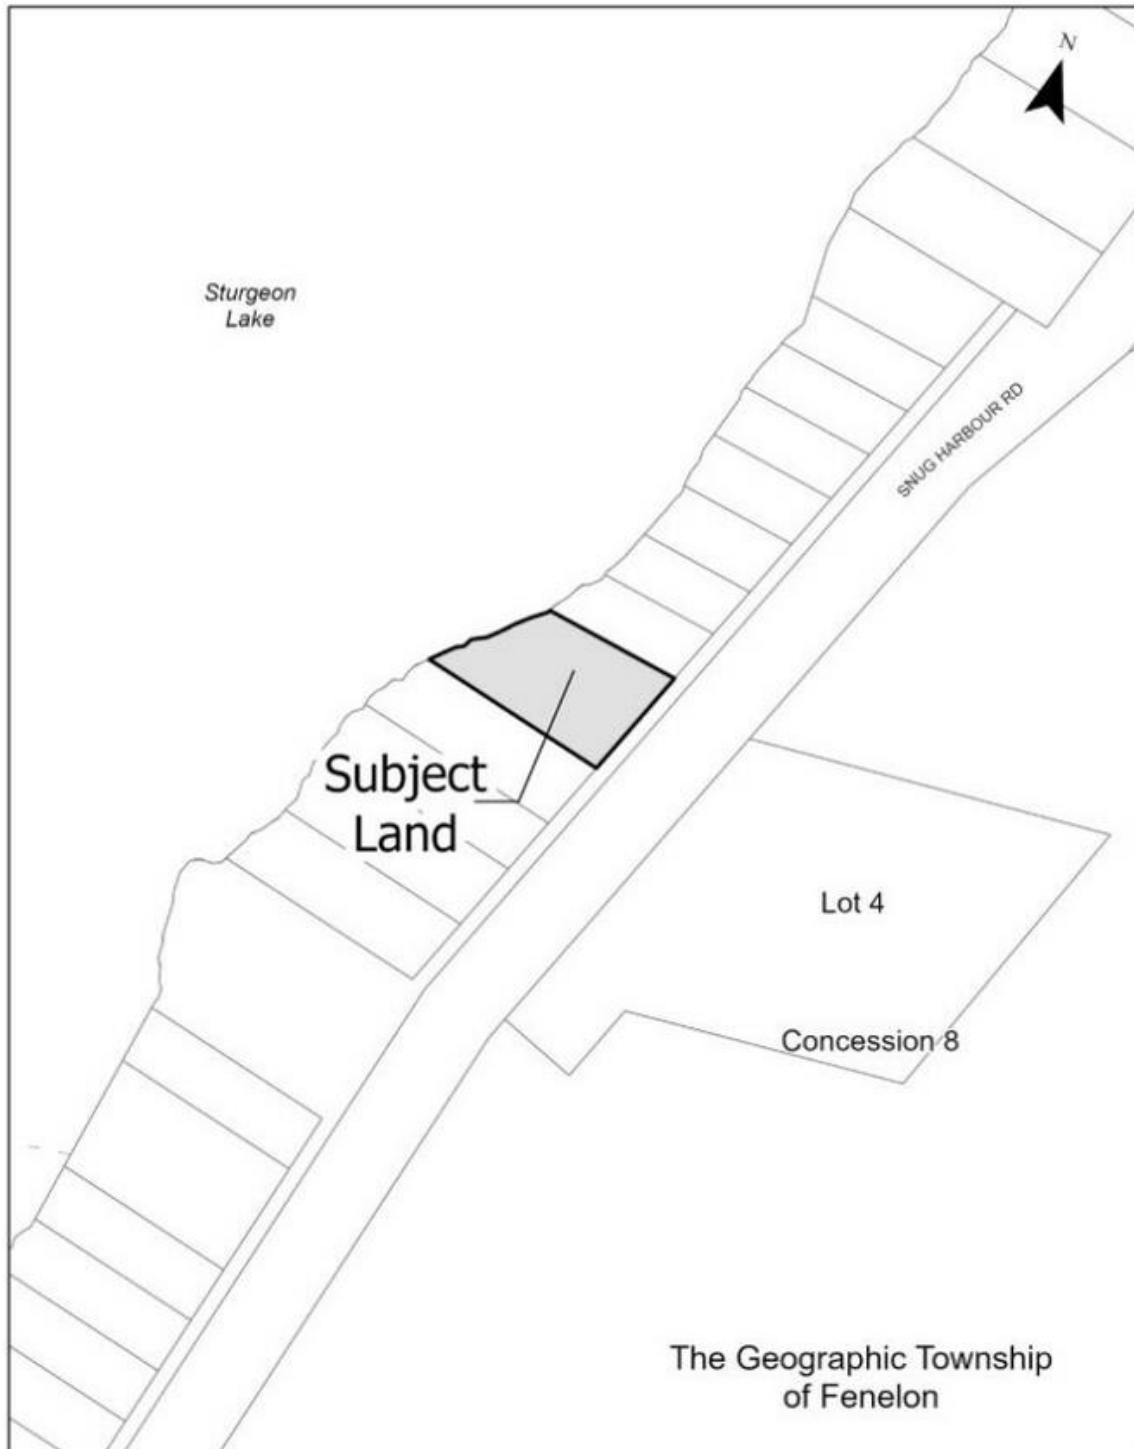 N
Sturgeon
Lake
SNUG HARBOUR RD
Subject
Land
Lot 4
Concession 8
The Geographic Township
of Fenelon